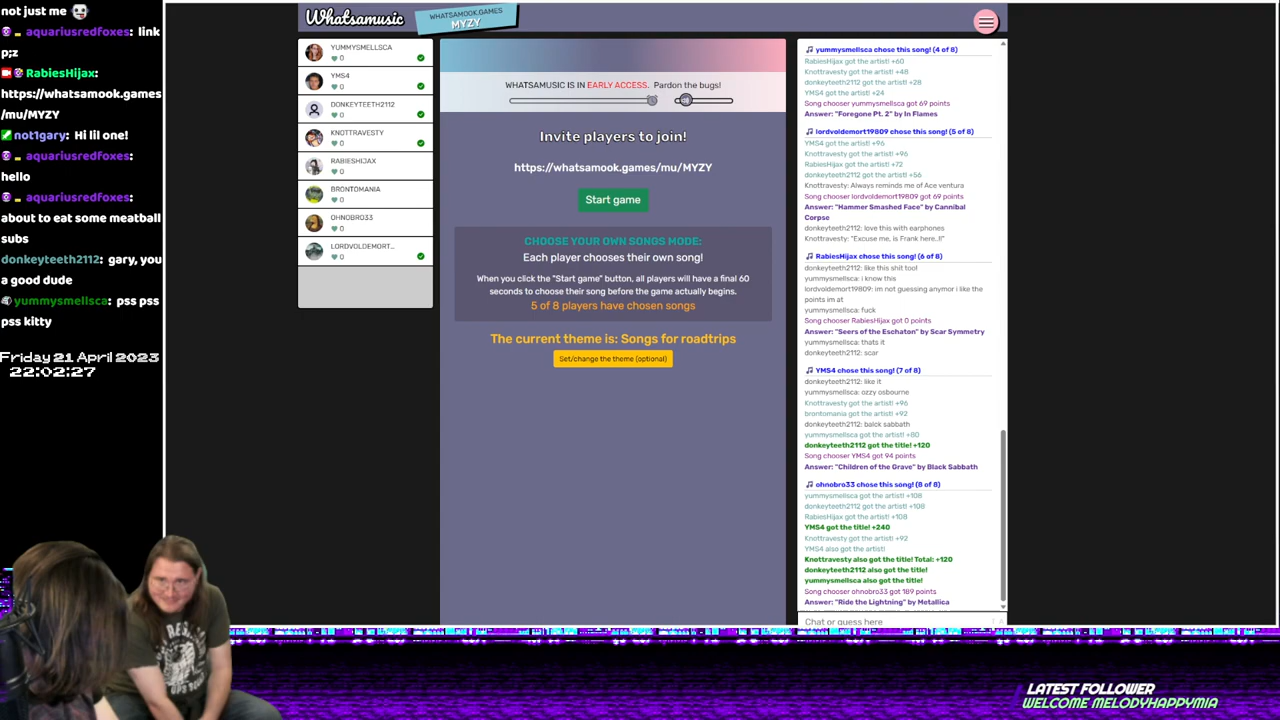 not just me
aquariusredfoxes: link
p:z
RabiesHijax:
https://whatsamook.games
/mu/MYZY
not1gary: Hi lil one!
aquariusredfoxes:
hello
aquariusredfoxes:
about to eat some meatball
subs
donkeyteeth2112: gary, you
a decade
yummysmellsca: pss pss
pss kitty
Friday 21 April 2023
22:02:27
Whatsamusic
WHATSAMOOK.GAMES
MYZY
YUMMYSMELLSCA
0
YMS4
0
DONKEYTEETH2112
0
KNOTTRAVESTY
0
RABIESHIJAX
0
BRONTOMANIA
0
OHNOBRO33
0
LORDVOLDEMORT...
0
WHATSAMUSIC IS IN EARLY ACCESS. Pardon the bugs!
Invite players to join!
https://whatsamook.games/mu/MYZY
Start game
CHOOSE YOUR OWN SONGS MODE:
Each player chooses their own song!
When you click the "Start game" button, all players will have a final 60
seconds to choose their song before the game actually begins.
5 of 8 players have chosen songs
The current theme is: Songs for roadtrips
Set/change the theme (optional)
yummysmellsca chose this song! (4 of 8)
RabiesHijax got the artist! +60
Knottravesty got the artist! +48
donkeyteeth2112 got the artist! +28
YMS4 got the artist! +24
Song chooser yummysmellsca got 69 points
Answer: "Foregone Pt. 2" by In Flames
lordvoldemort19809 chose this song! (5 of 8)
YMS4 got the artist! +96
Knottravesty got the artist! +96
RabiesHijax got the artist! +72
donkeyteeth2112 got the artist! +56
Knottravesty: Always reminds me of Ace ventura
Song chooser lordvoldemort19809 got 69 points
Answer: "Hammer Smashed Face" by Cannibal
Corpse
donkeyteeth2112: love this with earphones
Knottravesty: "Excuse me, is Frank here..!!"
RabiesHijax chose this song! (6 of 8)
donkeyteeth2112: like this shit too!
yummysmellsca: i know this
lordvoldemort19809: im not guessing anymor i like the
points im at
yummysmellsca: fuck
Song chooser RabiesHijax got 0 points
Answer: "Seers of the Eschaton" by Scar Symmetry
yummysmellsca: thats it
donkeyteeth2112: scar
YMS4 chose this song! (7 of 8)
donkeyteeth2112: like it
yummysmellsca: ozzy osbourne
Knottravesty got the artist! +96
brontomania got the artist! +92
donkeyteeth2112: balck sabbath
yummysmellsca got the artist! +80
donkeyteeth2112 got the title! +120
Song chooser YMS4 got 94 points
Answer: "Children of the Grave" by Black Sabbath
ohnobro33 chose this song! (8 of 8)
yummysmellsca got the artist! +108
donkeyteeth2112 got the artist! +108
RabiesHijax got the artist! +108
YMS4 got the title! +240
Knottravesty got the artist! +92
YMS4 also got the artist!
Knottravesty also got the title! Total: +120
donkeyteeth2112 also got the title!
yummysmellsca also got the title!
Song chooser ohnobro33 got 189 points
Answer: "Ride the Lightning" by Metallica
Chat or guess here
LATEST FOLLOWER
WELCOME MELODYHAPPYMIA